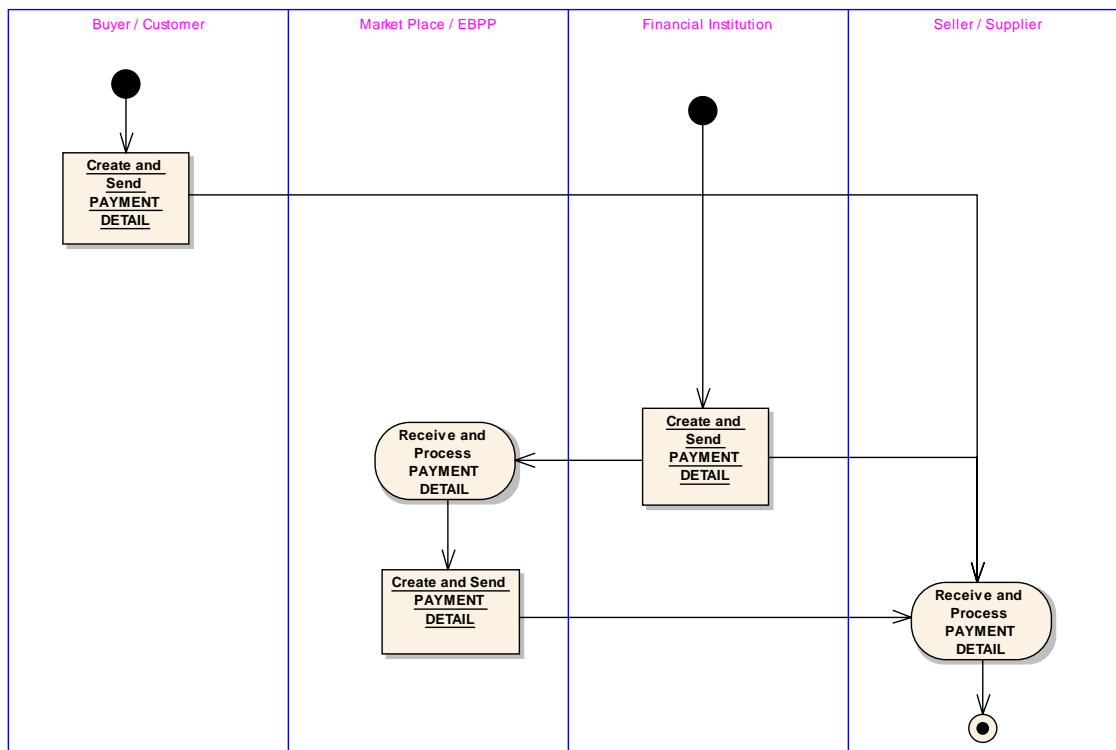 Buyer / Customer
Market Place / EBPP
Financial Institution
Seller / Supplier
Create and
Send
PAYMENT
DETAIL
Create and
Send
PAYMENT
DETAIL
Receive and
Process
PAYMENT
DETAIL
Create and Send
PAYMENT
DETAIL
Receive and
Process
PAYMENT
DETAIL